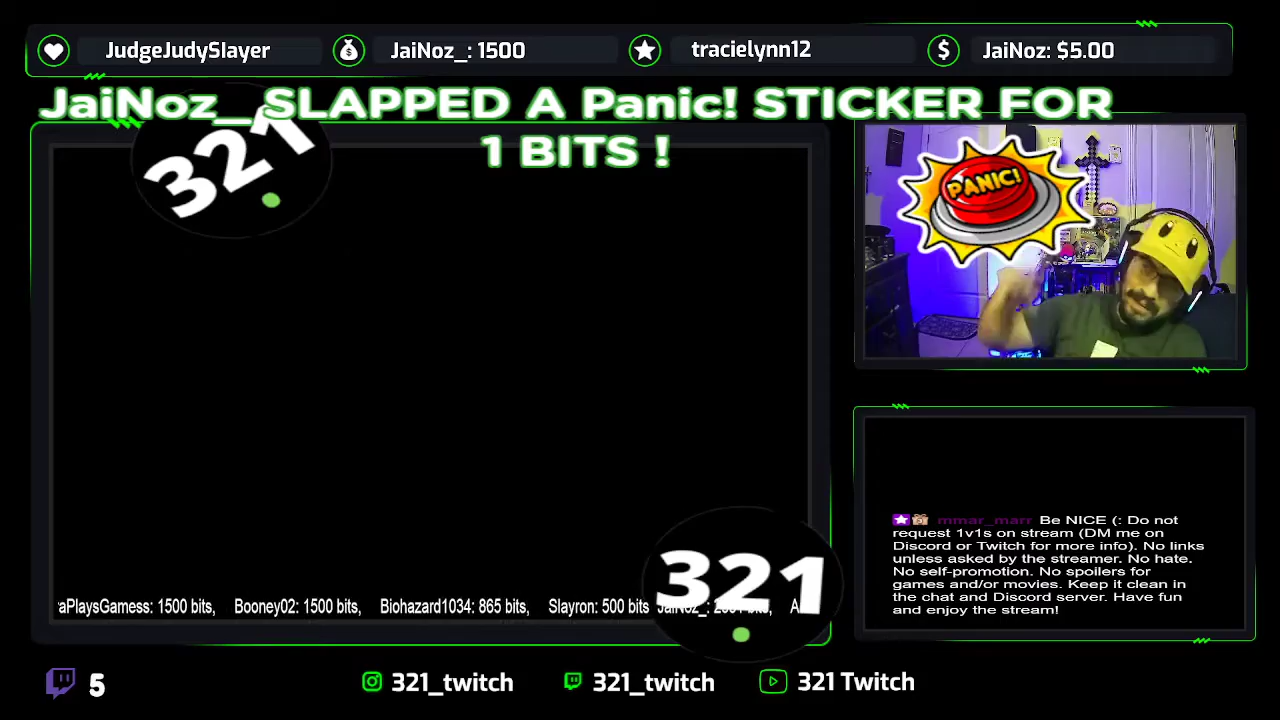 JudgeJudySlayer
JaiNoz_: 1500
tracielynn12
JaiNoz: $5.00
JaiNoz_ SLAPPED A Panic! STICKER FOR
1 BITS !
321
PANIC!
mmar_marr Be NICE (: Do not
request 1v1s on stream (DM me on
Discord or Twitch for more info). No links
unless asked by the streamer. No hate.
No self-promotion. No spoilers for
games and/or movies. Keep it clean in
the chat and Discord server. Have fun
and enjoy the stream!
321
aPlaysGamess: 1500 bits, Booney02: 1500 bits, Biohazard1034: 865 bits, Slayron: 500 bits
5
321_twitch
321_twitch
321 Twitch